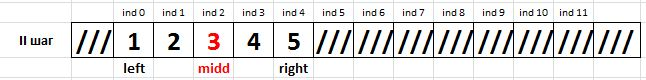 ind 0 ind 1 ind 2 ind 3 ind 4 ind 5 ind 6 ind 7 ind 8 ind 9 ind 10 ind 11
II шаг /// 1 2 3 4 5 /// /// /// /// /// /// /// ///
left midd right